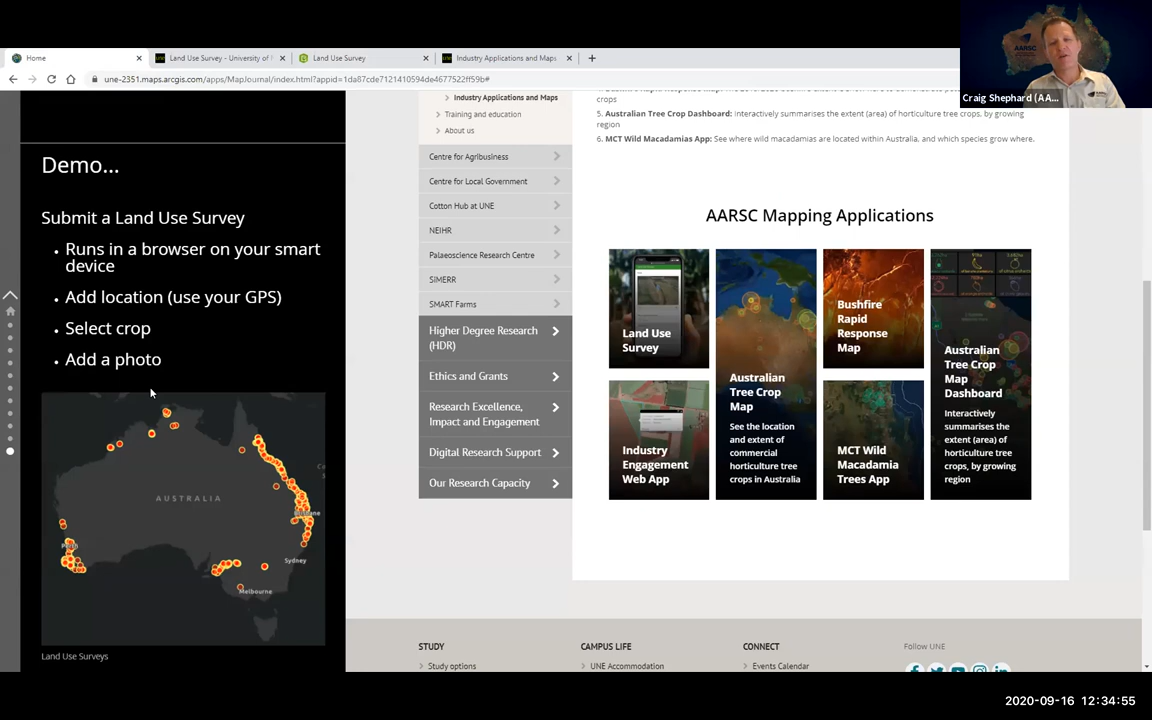 Home
Land Use Survey - University of
Land Use Survey
Industry Applications and Maps
une-2351.maps.arcgis.com/apps/MapJournal/index.html?appid=1da87cde7121410594de4677522ff59b#
AARSC
Craig Shephard (AA...
Demo...
Submit a Land Use Survey
• Runs in a browser on your smart
device
• Add location (use your GPS)
• Select crop
• Add a photo
AUSTRALIA
Perth
Brisbane
Sydney
Melbourne
Land Use Surveys
Industry Applications and Maps
Training and education
About us
Centre for Agribusiness
Centre for Local Government
Cotton Hub at UNE
NEIHR
Palaeoscience Research Centre
SIMERR
SMART Farms
Higher Degree Research
(HDR)
Ethics and Grants
Research Excellence,
Impact and Engagement
Digital Research Support
Our Research Capacity
crops
5. Australian Tree Crop Dashboard: interactively summarises the extent (area) of horticulture tree crops, by growing
region
6. MCT Wild Macadamias App: See where wild macadamias are located within Australia, and which species grow where.
AARSC Mapping Applications
Land Use
Survey
Industry
Engagement
Web App
Australian
Tree Crop
Map
See the location
and extent of
commercial
horticulture tree
crops in Australia
Bushfire
Rapid
Response
Map
MCT Wild
Macadamia
Trees App
Australian
Tree Crop
Map
Dashboard
Interactively
summarises the
extent (area) of
horticulture tree
crops, by growing
region
STUDY
Study options
CAMPUS LIFE
UNE Accommodation
CONNECT
Events Calendar
Follow UNE
2020-09-16 12:34:55